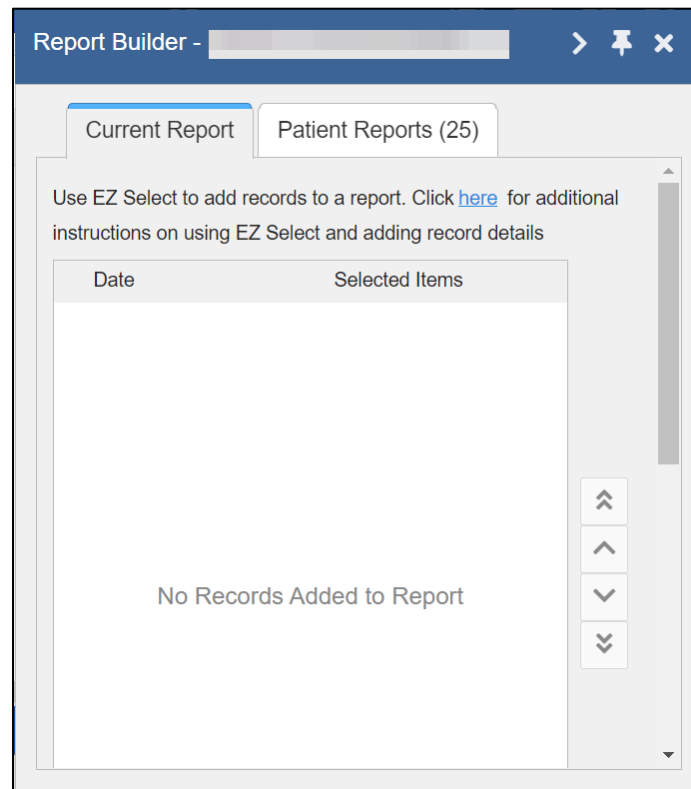 Report Builder -
Current Report
Patient Reports (25)
Use EZ Select to add records to a report. Click here for additional
instructions on using EZ Select and adding record details
Date Selected Items
No Records Added to Report